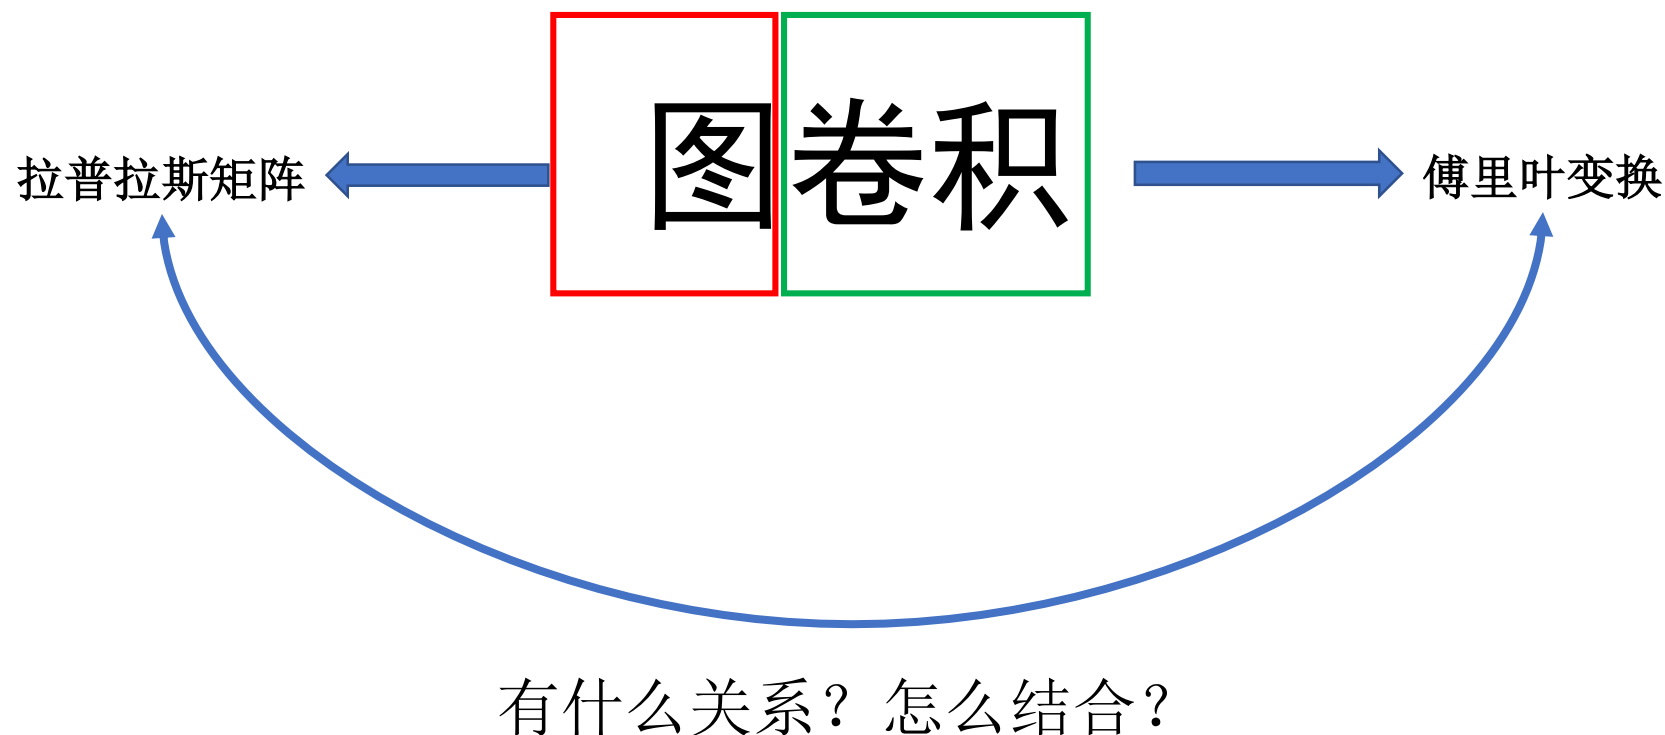 图卷积
拉普拉斯矩阵
傅里叶变换
有什么关系？怎么结合？